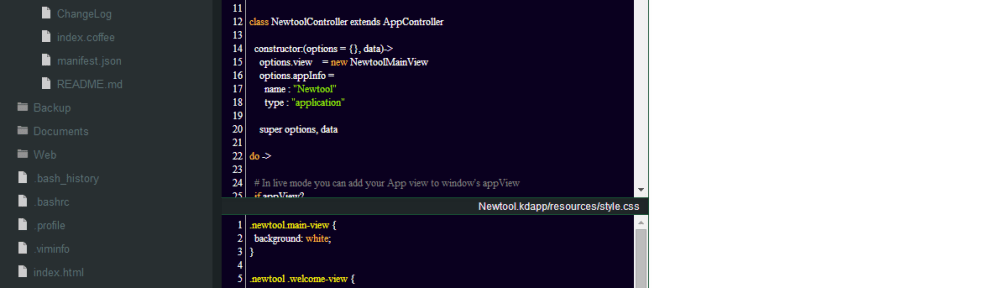 ChangeLog
index.coffee
manifest.json
README.md
Backup
Documents
Web
.bash_history
.bashrc
.profile
.viminfo
index.html
11
12 class NewtoolController extends AppController
13
14 constructor:(options = {}, data)->
15 options.view = new NewtoolMainView
16 options.appInfo =
17 name : "Newtool"
18 type : "application"
19
20 super options, data
21
22 do ->
23
24 # In live mode you can add your App view to window's appView
25 if appView?
Newtool.kdapp/resources/style.css
1 .newtool.main-view {
2 background: white;
3 }
4
5 .newtool .welcome-view {